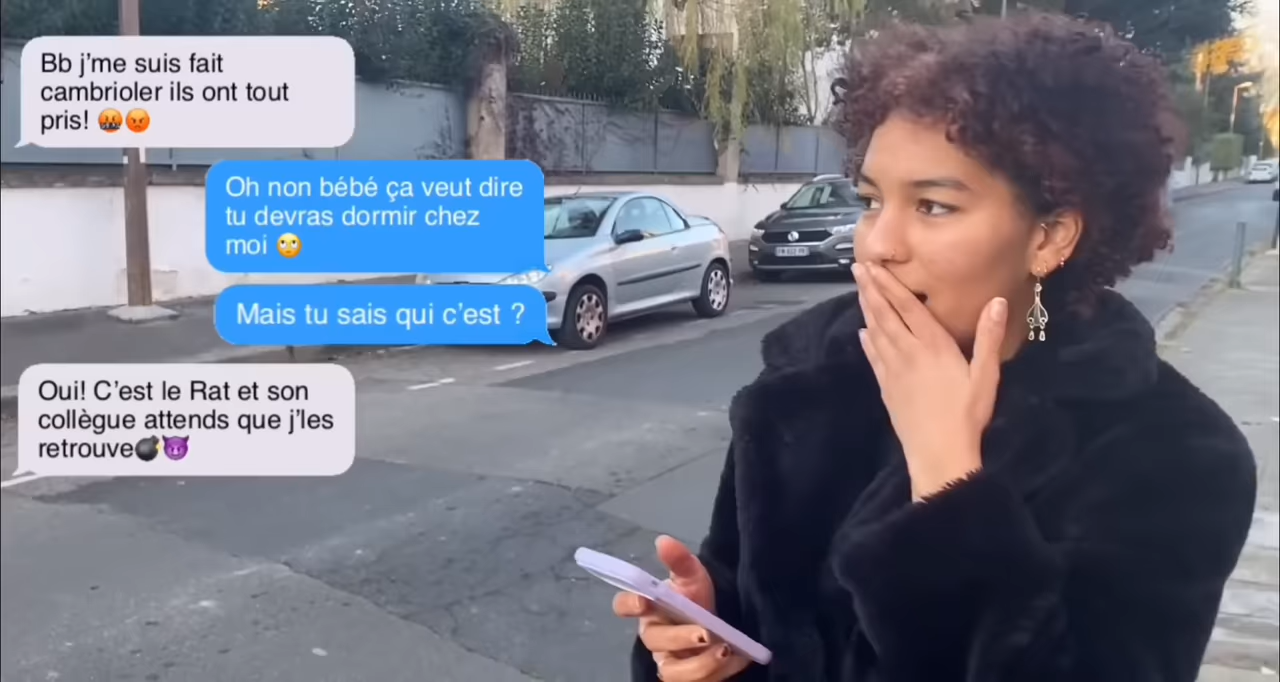 Bb j’me suis fait
cambrioler ils ont tout
pris! 🤬😡
Oh non bébé ça veut dire
tu devras dormir chez
moi 🙄
Mais tu sais qui c’est ?
Oui! C’est le Rat et son
collègue attends que j’les
retrouve💣😈